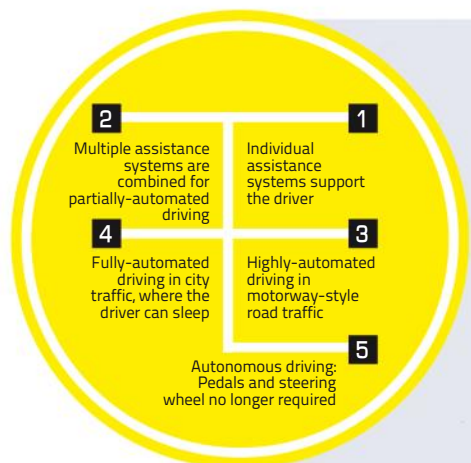 2
Multiple assistance
systems are
combined for
partially-automated
driving
1
Individual
assistance
systems support
the driver
4
Fully-automated
driving in city
traffic, where the
driver can sleep
3
Highly-automated
driving in
motorway-style
road traffic
5
Autonomous driving:
Pedals and steering
wheel no longer required